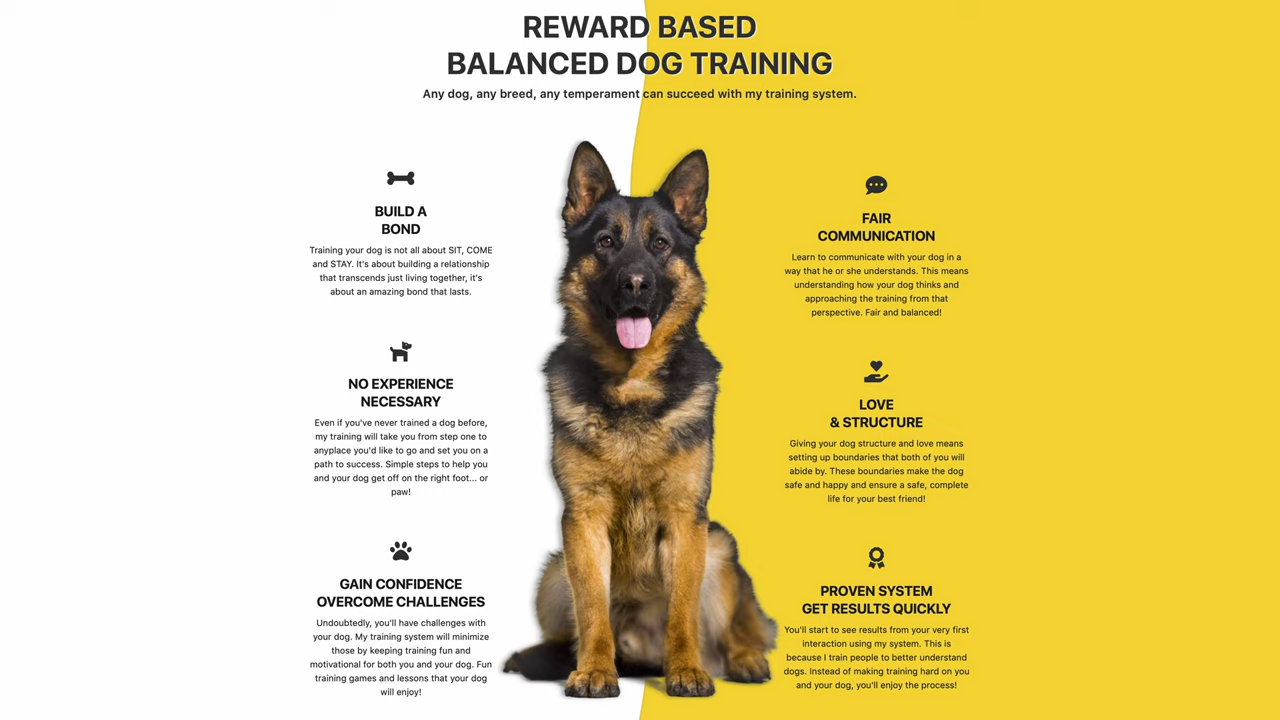 REWARD BASED
BALANCED DOG TRAINING
Any dog, any breed, any temperament can succeed with my training system.
BUILD A
BOND
Training your dog is not all about SIT, COME
and STAY. It's about building a relationship
that transcends just living together, it's
about an amazing bond that lasts.
NO EXPERIENCE
NECESSARY
Even if you've never trained a dog before,
my training will take you from step one to
anyplace you'd like to go and set you on a
path to success. Simple steps to help you
and your dog get off on the right foot... or
paw!
GAIN CONFIDENCE
OVERCOME CHALLENGES
Undoubtedly, you'll have challenges with
your dog. My training system will minimize
those by keeping training fun and
motivational for both you and your dog. Fun
training games and lessons that your dog
will enjoy!
FAIR
COMMUNICATION
Learn to communicate with your dog in a
way that he or she understands. This means
understanding how your dog thinks and
approaching the training from that
perspective. Fair and balanced!
LOVE
& STRUCTURE
Giving your dog structure and love means
setting up boundaries that both of you will
abide by. These boundaries make the dog
safe and happy and ensure a safe, complete
life for your best friend!
PROVEN SYSTEM
GET RESULTS QUICKLY
You'll start to see results from your very first
interaction using my system. This is
because I train people to better understand
dogs. Instead of making training hard on you
and your dog, you'll enjoy the process!